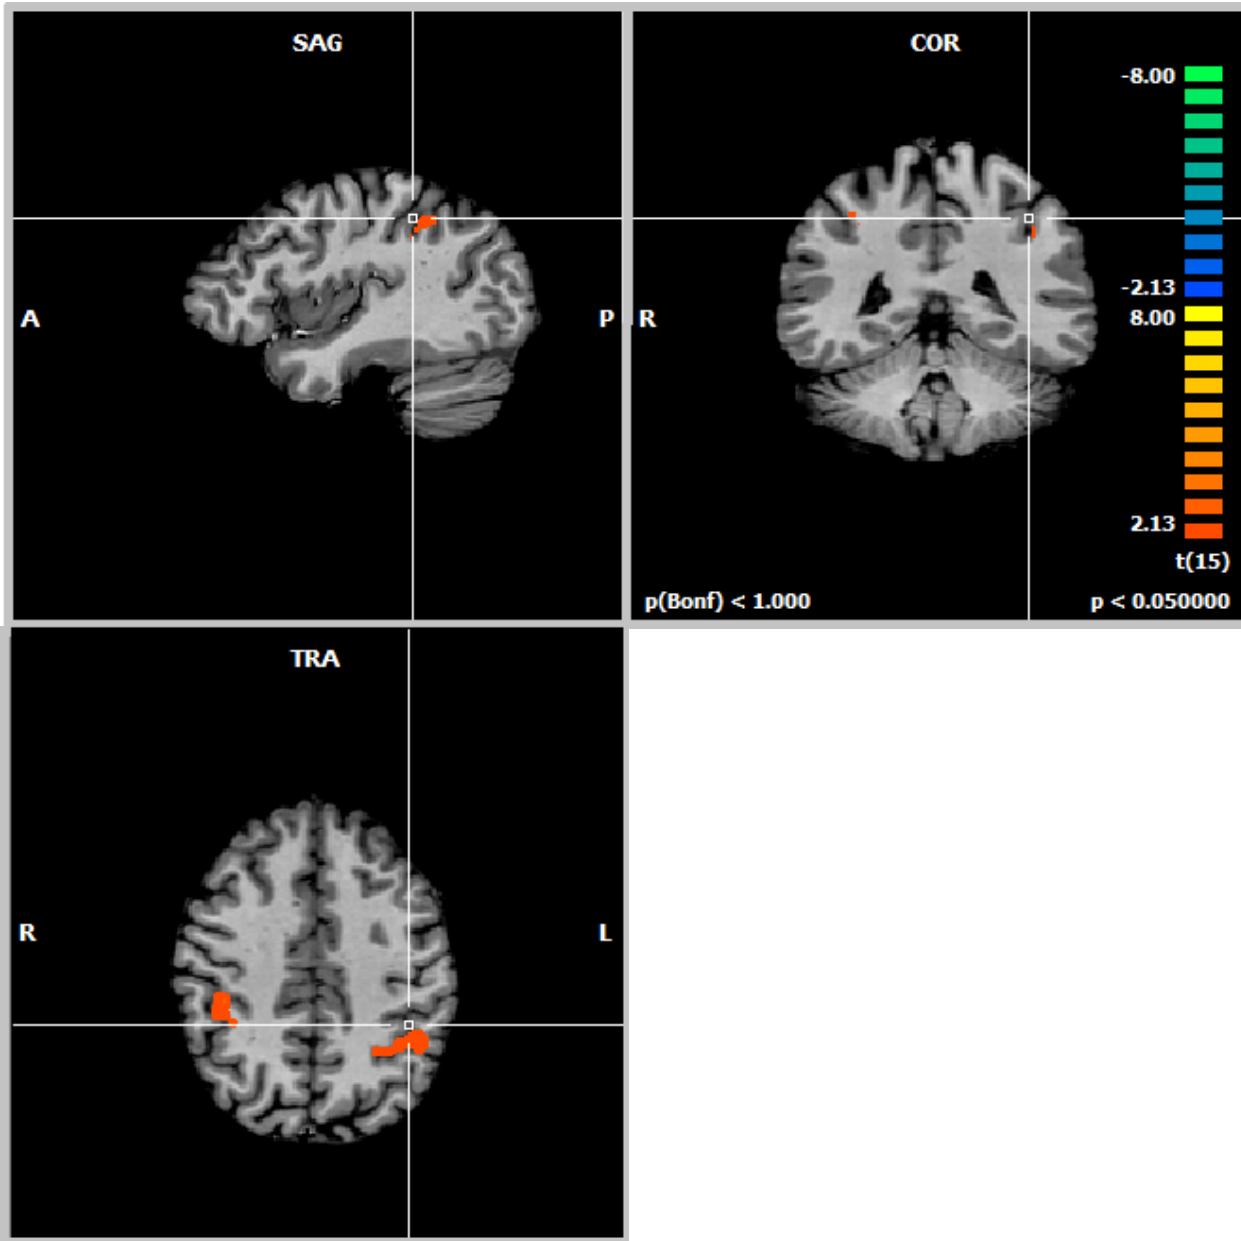 SAG
A
P
COR
R
-8.00
-2.13
8.00
2.13
t(15)
p(Bonf) < 1.000
p < 0.050000
TRA
R
L